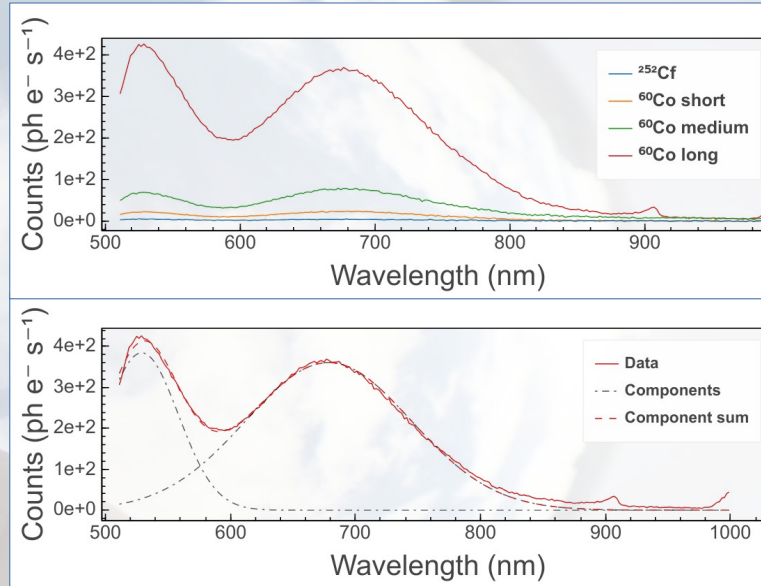 4e+2
3e+2
2e+2
1e+2
0e+0
Counts (ph e⁻ s⁻¹)
²⁵²Cf
⁶⁰Co short
⁶⁰Co medium
⁶⁰Co long
500 600 700 800 900
Wavelength (nm)
4e+2
3e+2
2e+2
1e+2
0e+0
Counts (ph e⁻ s⁻¹)
Data
Components
Component sum
500 600 700 800 900 1000
Wavelength (nm)